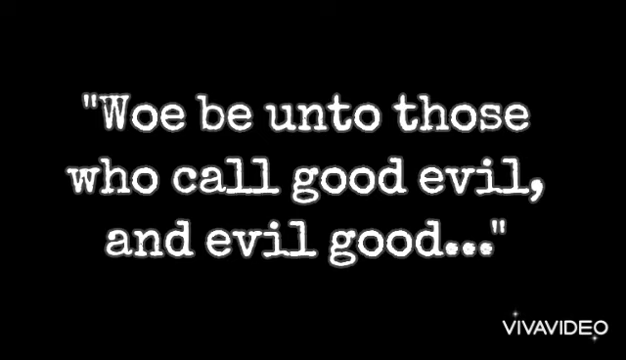 "Woe be unto those
who call good evil,
and evil good..."
VIVAVIDEO